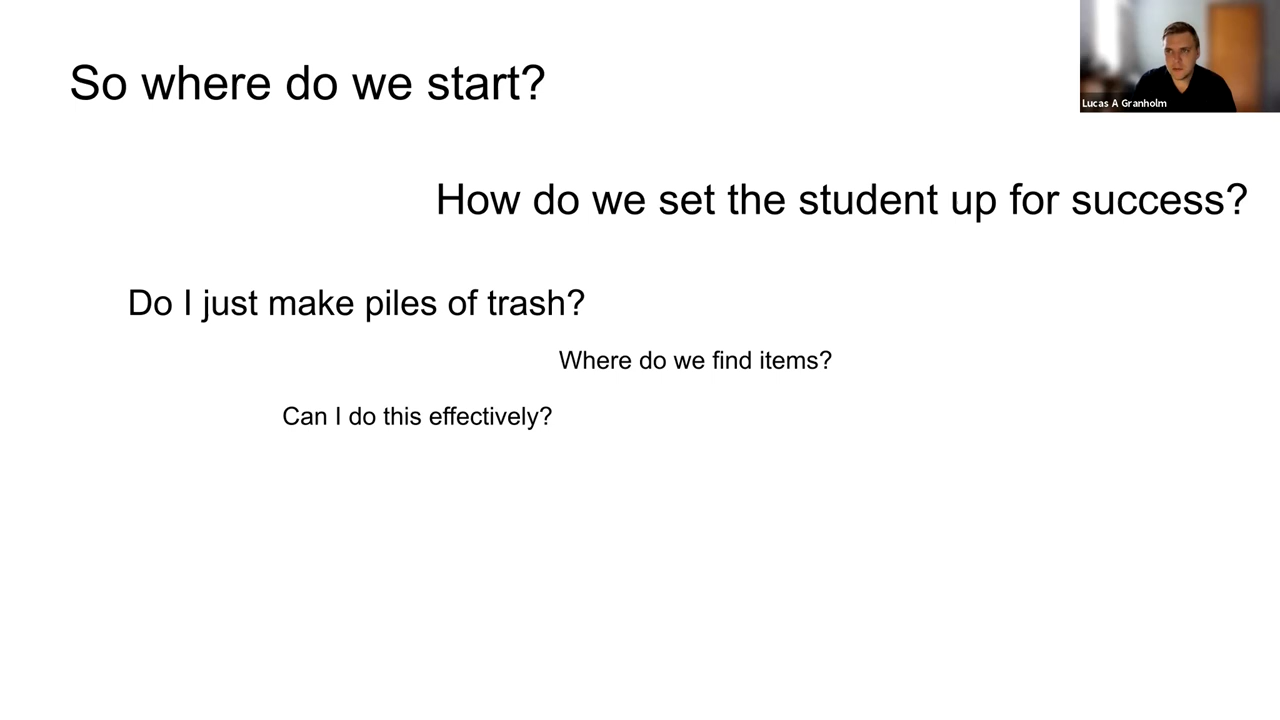 So where do we start?
Lucas A Granholm
How do we set the student up for success?
Do I just make piles of trash?
Where do we find items?
Can I do this effectively?